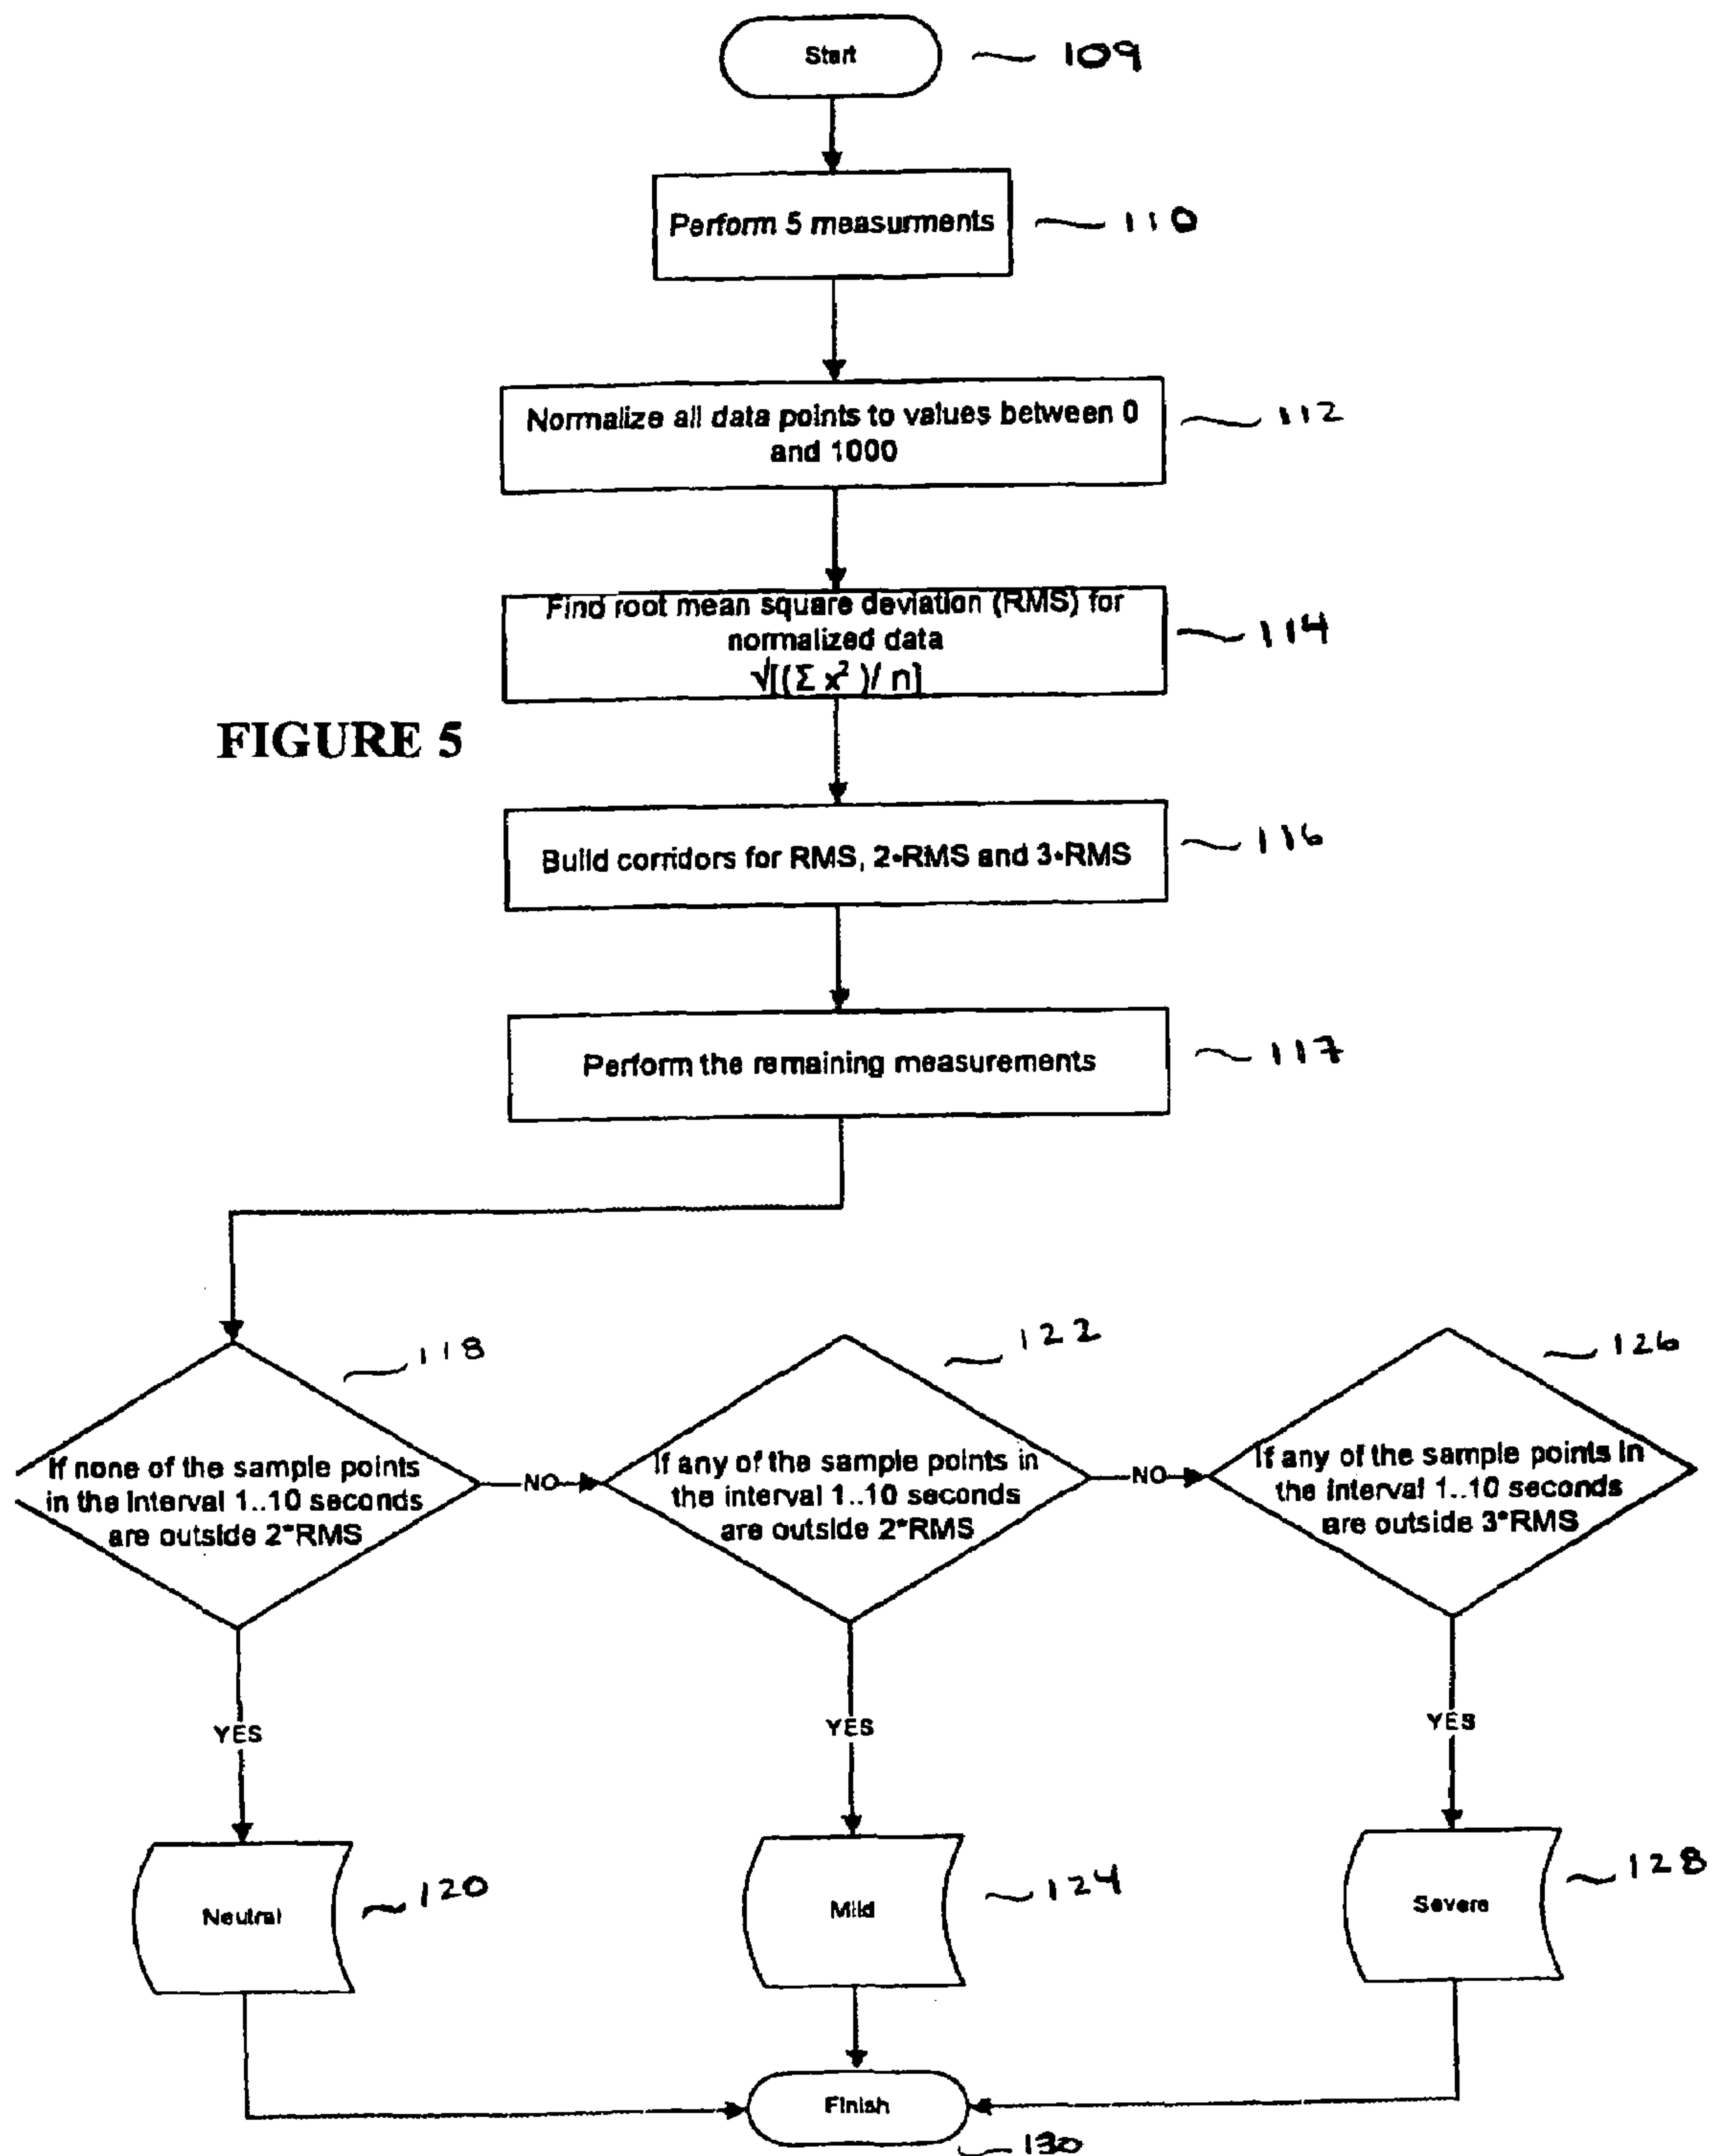 Start
109
Perform 5 measurments
110
Normalize all data points to values between 0
and 1000
112
Find root mean square deviation (RMS) for
normalized data
√[(Σ x²)/ n]
114
FIGURE 5
Build corridors for RMS, 2•RMS and 3•RMS
116
Perform the remaining measurements
117
118
If none of the sample points
in the interval 1..10 seconds
are outside 2*RMS
NO
122
If any of the sample points in
the interval 1..10 seconds
are outside 2*RMS
NO
126
If any of the sample points in
the interval 1..10 seconds
are outside 3*RMS
YES
YES
YES
Neutral
120
Mild
124
Severe
128
Finish
130